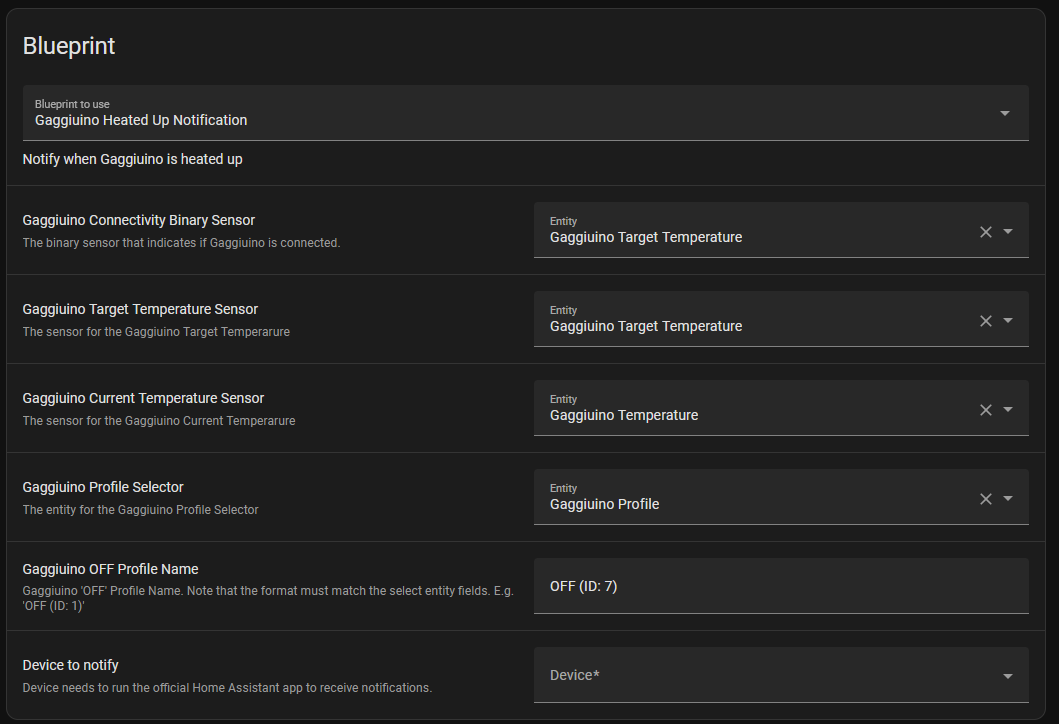 Blueprint
Blueprint to use
Gaggiuino Heated Up Notification
Notify when Gaggiuino is heated up
Gaggiuino Connectivity Binary Sensor
The binary sensor that indicates if Gaggiuino is connected.
Entity
Gaggiuino Target Temperature
Gaggiuino Target Temperature Sensor
The sensor for the Gaggiuino Target Temperarure
Entity
Gaggiuino Target Temperature
Gaggiuino Current Temperature Sensor
The sensor for the Gaggiuino Current Temperarure
Entity
Gaggiuino Temperature
Gaggiuino Profile Selector
The entity for the Gaggiuino Profile Selector
Entity
Gaggiuino Profile
Gaggiuino OFF Profile Name
Gaggiuino 'OFF' Profile Name. Note that the format must match the select entity fields. E.g.
'OFF (ID: 1)'
OFF (ID: 7)
Device to notify
Device needs to run the official Home Assistant app to receive notifications.
Device*